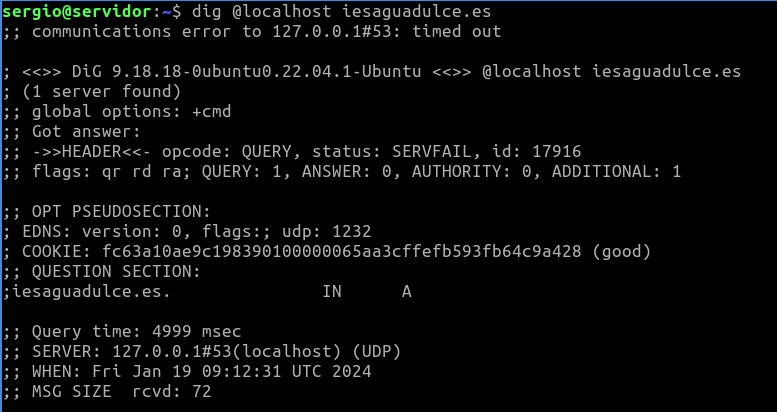 sergio@servidor:~$ dig @localhost iesaguadulce.es
;; communications error to 127.0.0.1#53: timed out

; <<>> DiG 9.18.18-0ubuntu0.22.04.1-Ubuntu <<>> @localhost iesaguadulce.es
; (1 server found)
;; global options: +cmd
;; Got answer:
;; ->>HEADER<<- opcode: QUERY, status: SERVFAIL, id: 17916
;; flags: qr rd ra; QUERY: 1, ANSWER: 0, AUTHORITY: 0, ADDITIONAL: 1

;; OPT PSEUDOSECTION:
; EDNS: version: 0, flags:; udp: 1232
; COOKIE: fc63a10ae9c198390100000065aa3cffefb593fb64c9a428 (good)
;; QUESTION SECTION:
;iesaguadulce.es.               IN      A

;; Query time: 4999 msec
;; SERVER: 127.0.0.1#53(localhost) (UDP)
;; WHEN: Fri Jan 19 09:12:31 UTC 2024
;; MSG SIZE  rcvd: 72